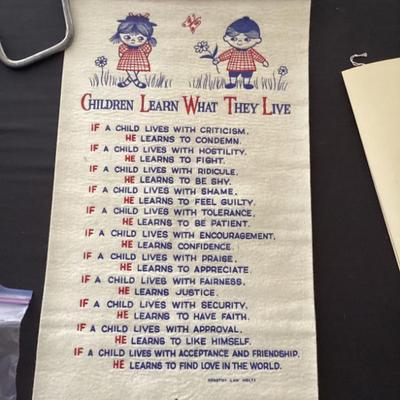 Children Learn What They Live
IF A CHILD LIVES WITH CRITICISM,
HE LEARNS TO CONDEMN.
IF A CHILD LIVES WITH HOSTILITY,
HE LEARNS TO FIGHT.
IF A CHILD LIVES WITH RIDICULE,
HE LEARNS TO BE SHY.
IF A CHILD LIVES WITH SHAME,
HE LEARNS TO FEEL GUILTY.
IF A CHILD LIVES WITH TOLERANCE,
HE LEARNS TO BE PATIENT.
IF A CHILD LIVES WITH ENCOURAGEMENT,
HE LEARNS CONFIDENCE.
IF A CHILD LIVES WITH PRAISE,
HE LEARNS TO APPRECIATE.
IF A CHILD LIVES WITH FAIRNESS,
HE LEARNS JUSTICE.
IF A CHILD LIVES WITH SECURITY,
HE LEARNS TO HAVE FAITH.
IF A CHILD LIVES WITH APPROVAL,
HE LEARNS TO LIKE HIMSELF.
IF A CHILD LIVES WITH ACCEPTANCE AND FRIENDSHIP,
HE LEARNS TO FIND LOVE IN THE WORLD.
DOROTHY LAW NOLTE